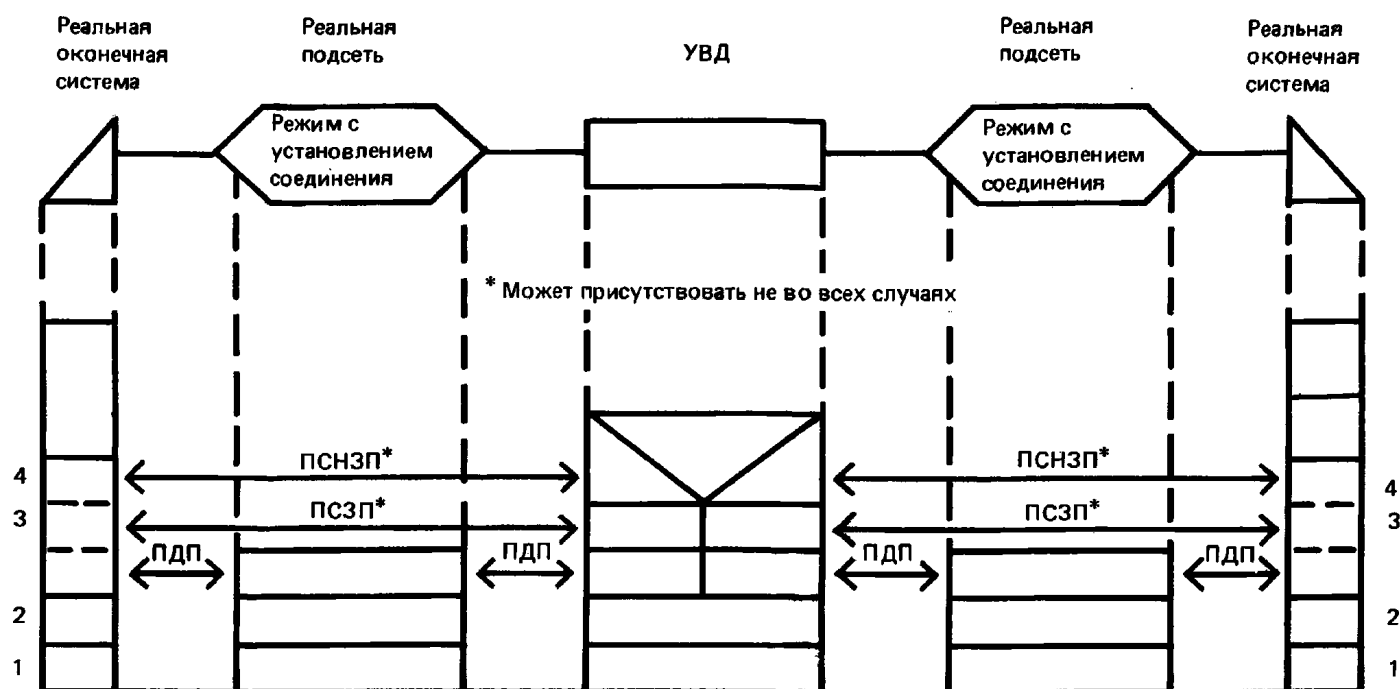 Реальная
оконечная
система
Реальная
подсеть
УВД
Реальная
подсеть
Реальная
оконечная
система
Режим с
установлением
соединения
Режим с
установлением
соединения
* Может присутствовать не во всех случаях
4
ПСНЗП*
ПСНЗП*
4
3
ПСЗП*
ПСЗП*
3
ПДП
ПДП
ПДП
ПДП
2
2
1
1